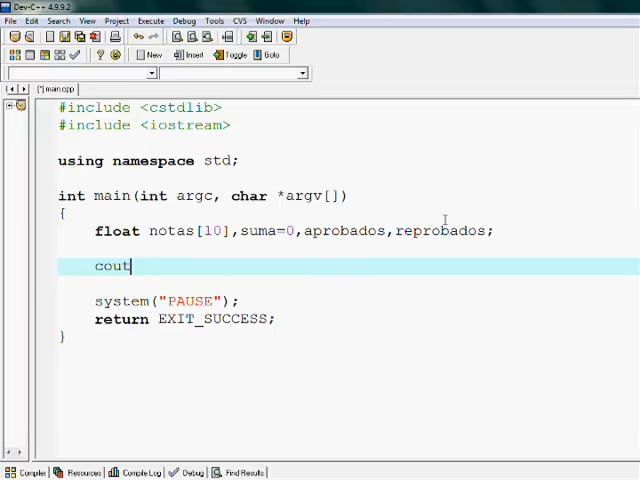 Dev-C++ 4.9.9.2
File Edit Search View Project Execute Debug Tools CVS Window Help
New Insert Toggle Goto
[*] main.cpp
#include <cstdlib>
#include <iostream>
using namespace std;
int main(int argc, char *argv[])
{
float notas[10],suma=0,aprobados,reprobados;
cout
system("PAUSE");
return EXIT_SUCCESS;
}
Compiler Resources Compile Log Debug Find Results